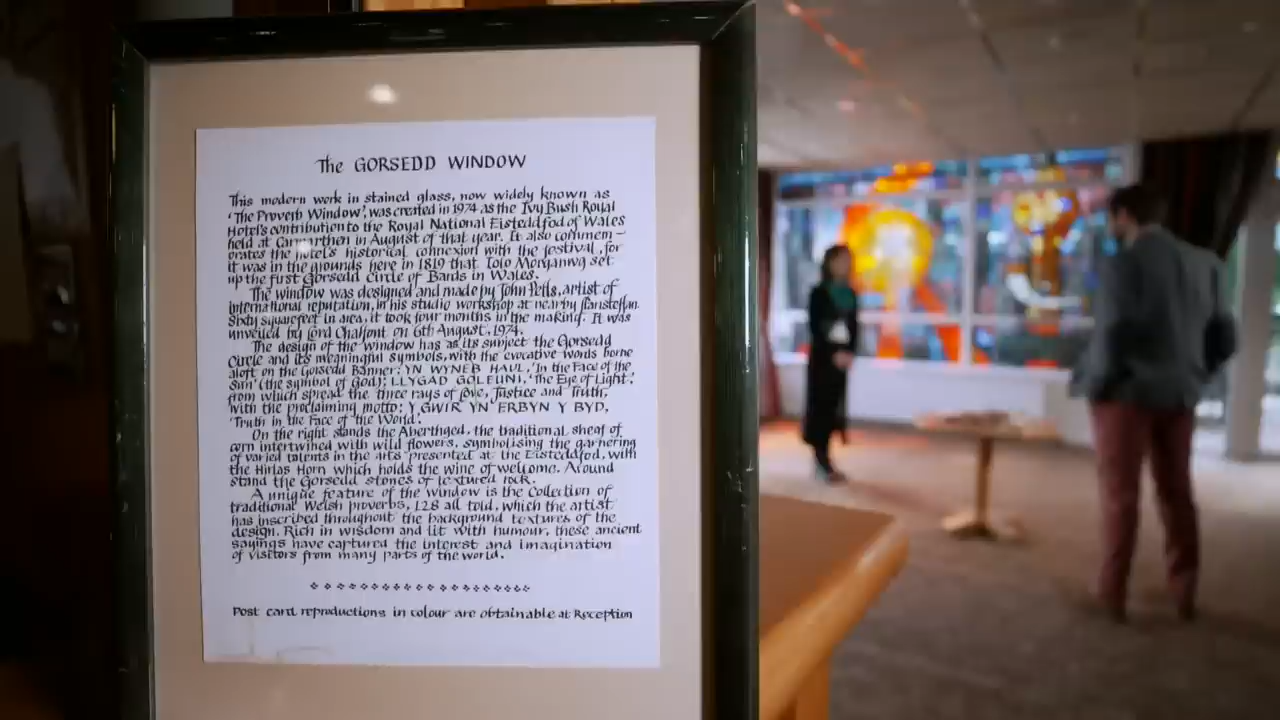 The GORSEDD WINDOW
This modern work in stained glass, now widely known as
'The Proverb Window', was created in 1974 as the Ivy Bush Royal
Hotel's contribution to the Royal National Eisteddfod of Wales
held at Carmarthen in August of that year. It also commem-
orates the hotel's historical connexion with the festival, for
it was in the grounds here in 1819 that Iolo Morganwg set
up the first Gorsedd Circle of Bards in Wales.
The window was designed and made by John Petts, artist of
international reputation, in his studio workshop at nearby Llansteffan.
Sixty square feet in area, it took four months in the making. It was
unveiled by Lord Chalfont on 6th August, 1974.
The design of the window has as its subject the Gorsedd
Circle and its meaningful symbols, with the evocative words borne
aloft on the Gorsedd Banner: YN WYNEB HAUL, 'In the Face of the
Sun' (the symbol of God); LLYGAD GOLEUNI, 'The Eye of Light',
from which spread the three rays of Love, Justice and Truth,
with the proclaiming motto: Y GWIR YN ERBYN Y BYD,
'Truth in the Face of the World'.
On the right stands the Aberthged, the traditional sheaf of
corn intertwined with wild flowers, symbolising the garnering
of varied talents in the arts presented at the Eisteddfod, with
the Hirlas Horn which holds the wine of welcome. Around
stand the Gorsedd stones of textured rock.
A unique feature of the window is the collection of
traditional Welsh proverbs, 128 all told, which the artist
has inscribed throughout the background textures of the
design. Rich in wisdom and lit with humour, these ancient
sayings have captured the interest and imagination
of visitors from many parts of the world.
Post card reproductions in colour are obtainable at Reception